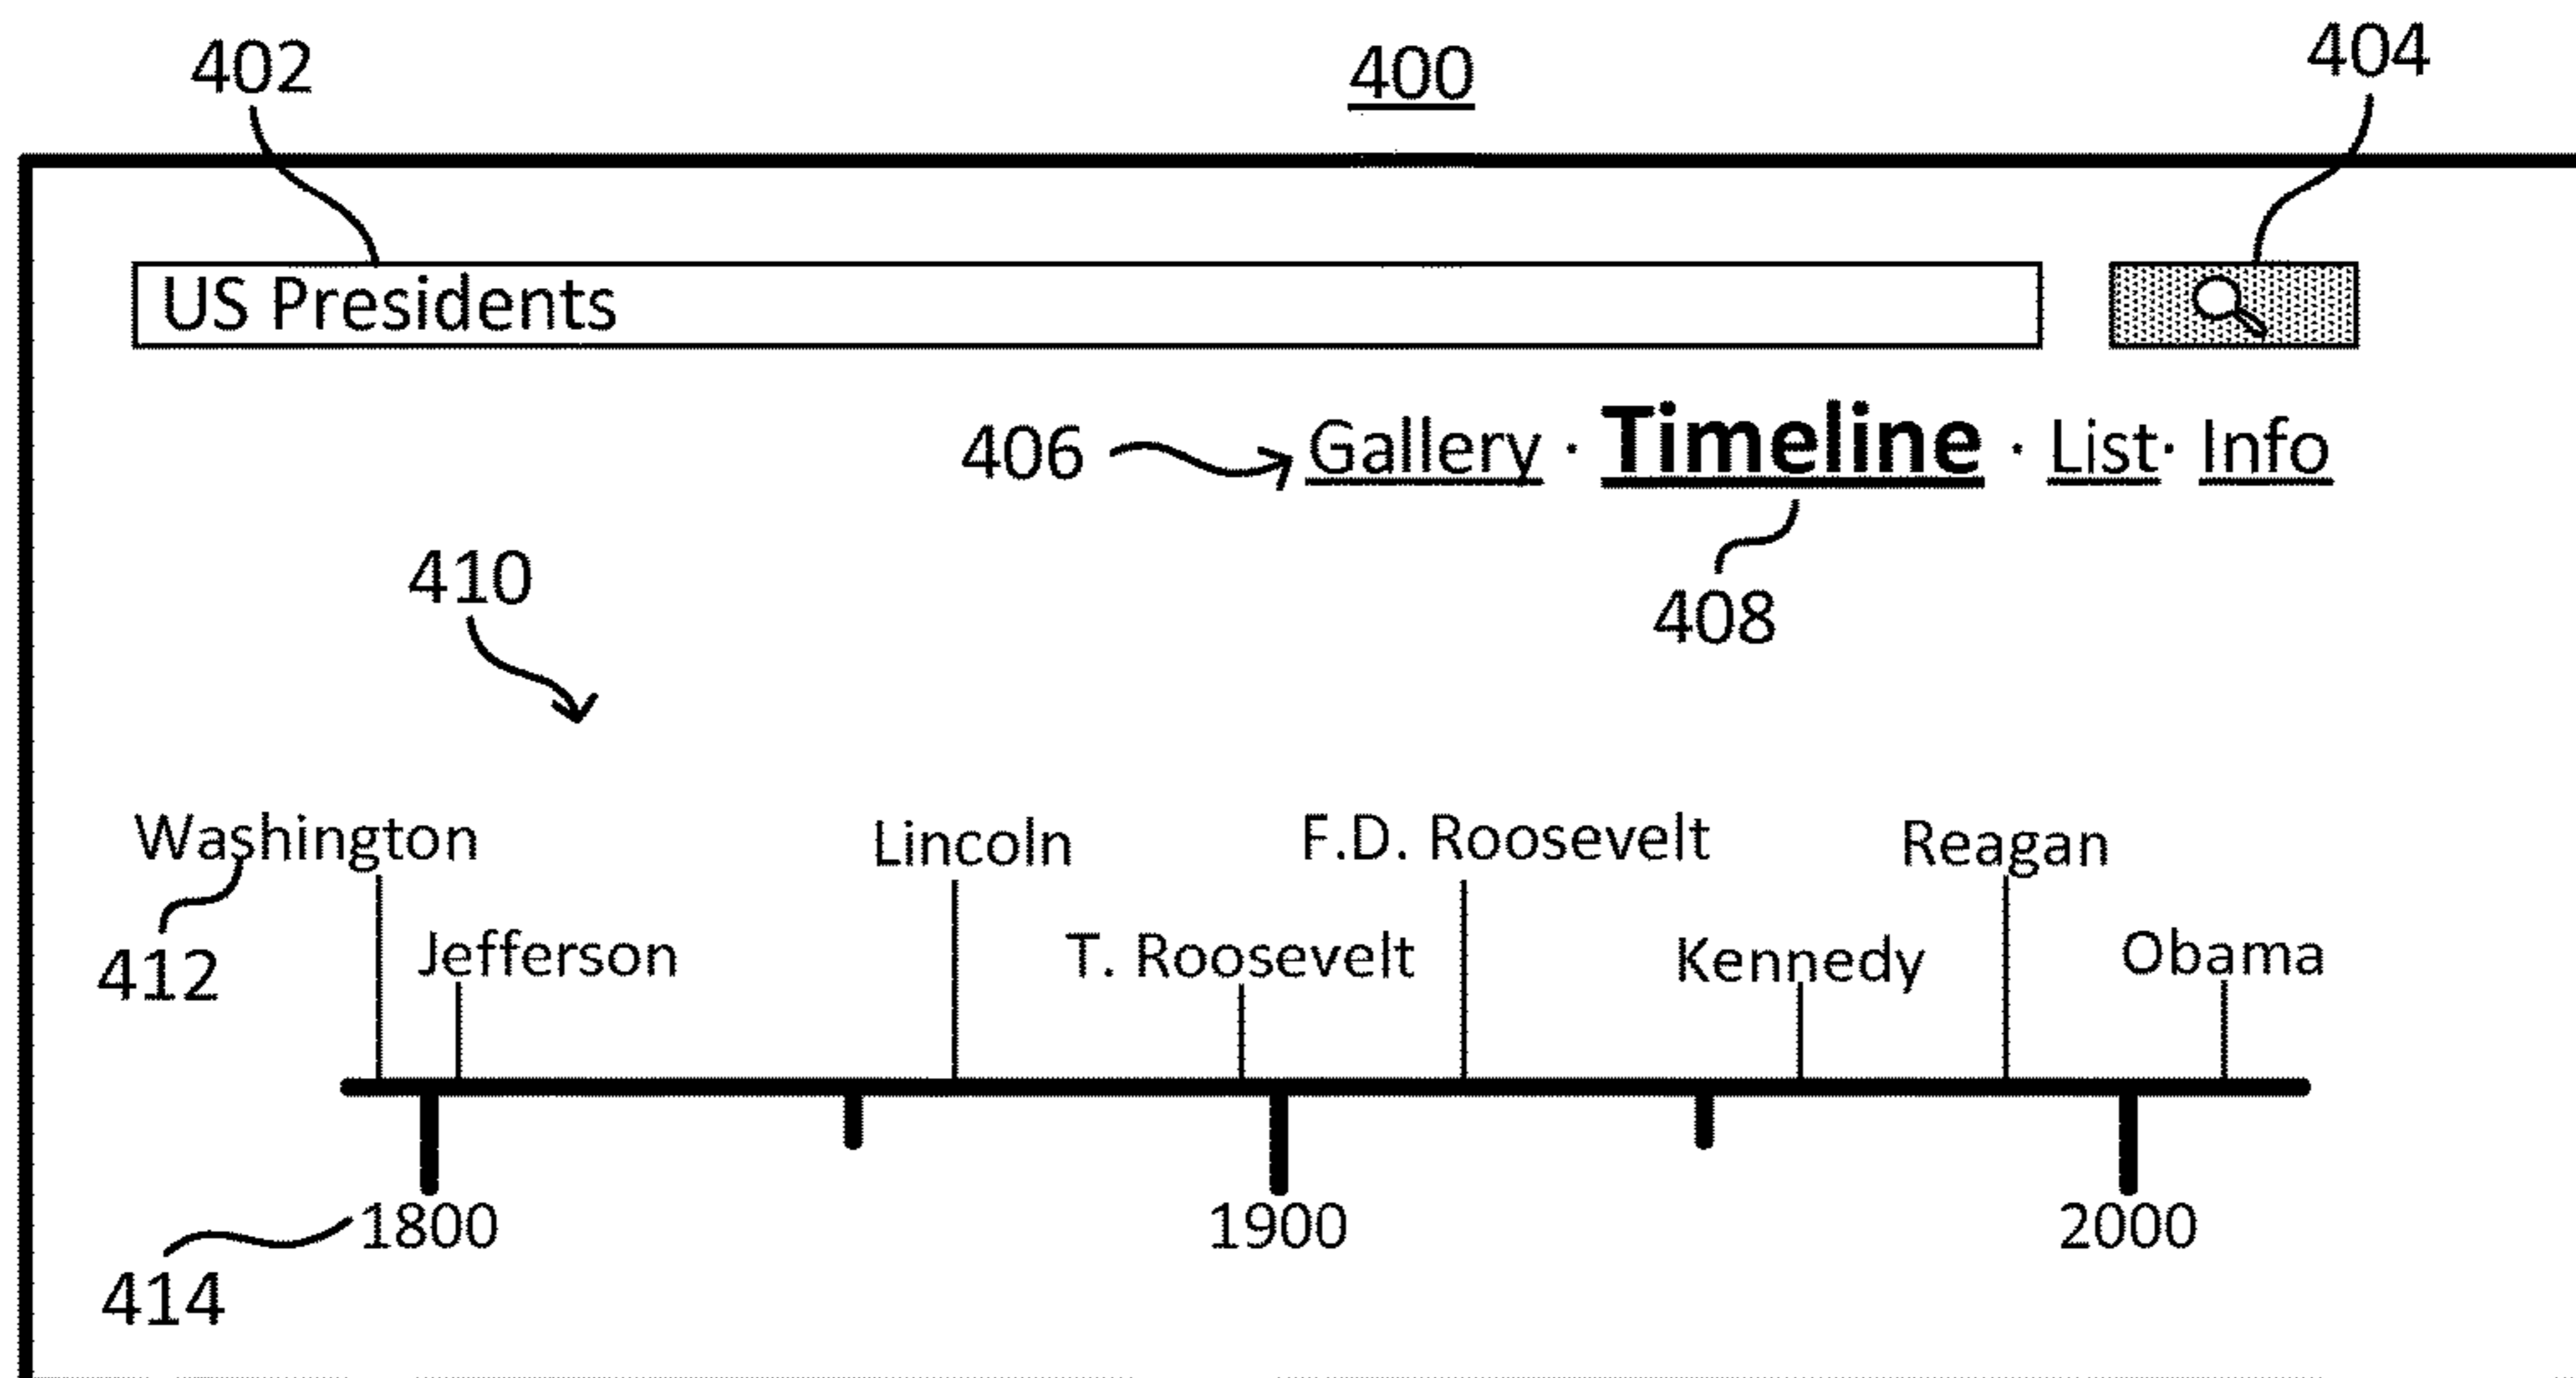 402 400 404
US Presidents
406 Gallery · Timeline · List · Info
410 408
Washington Lincoln F.D. Roosevelt Reagan
412 Jefferson T. Roosevelt Kennedy Obama
1800 1900 2000
414